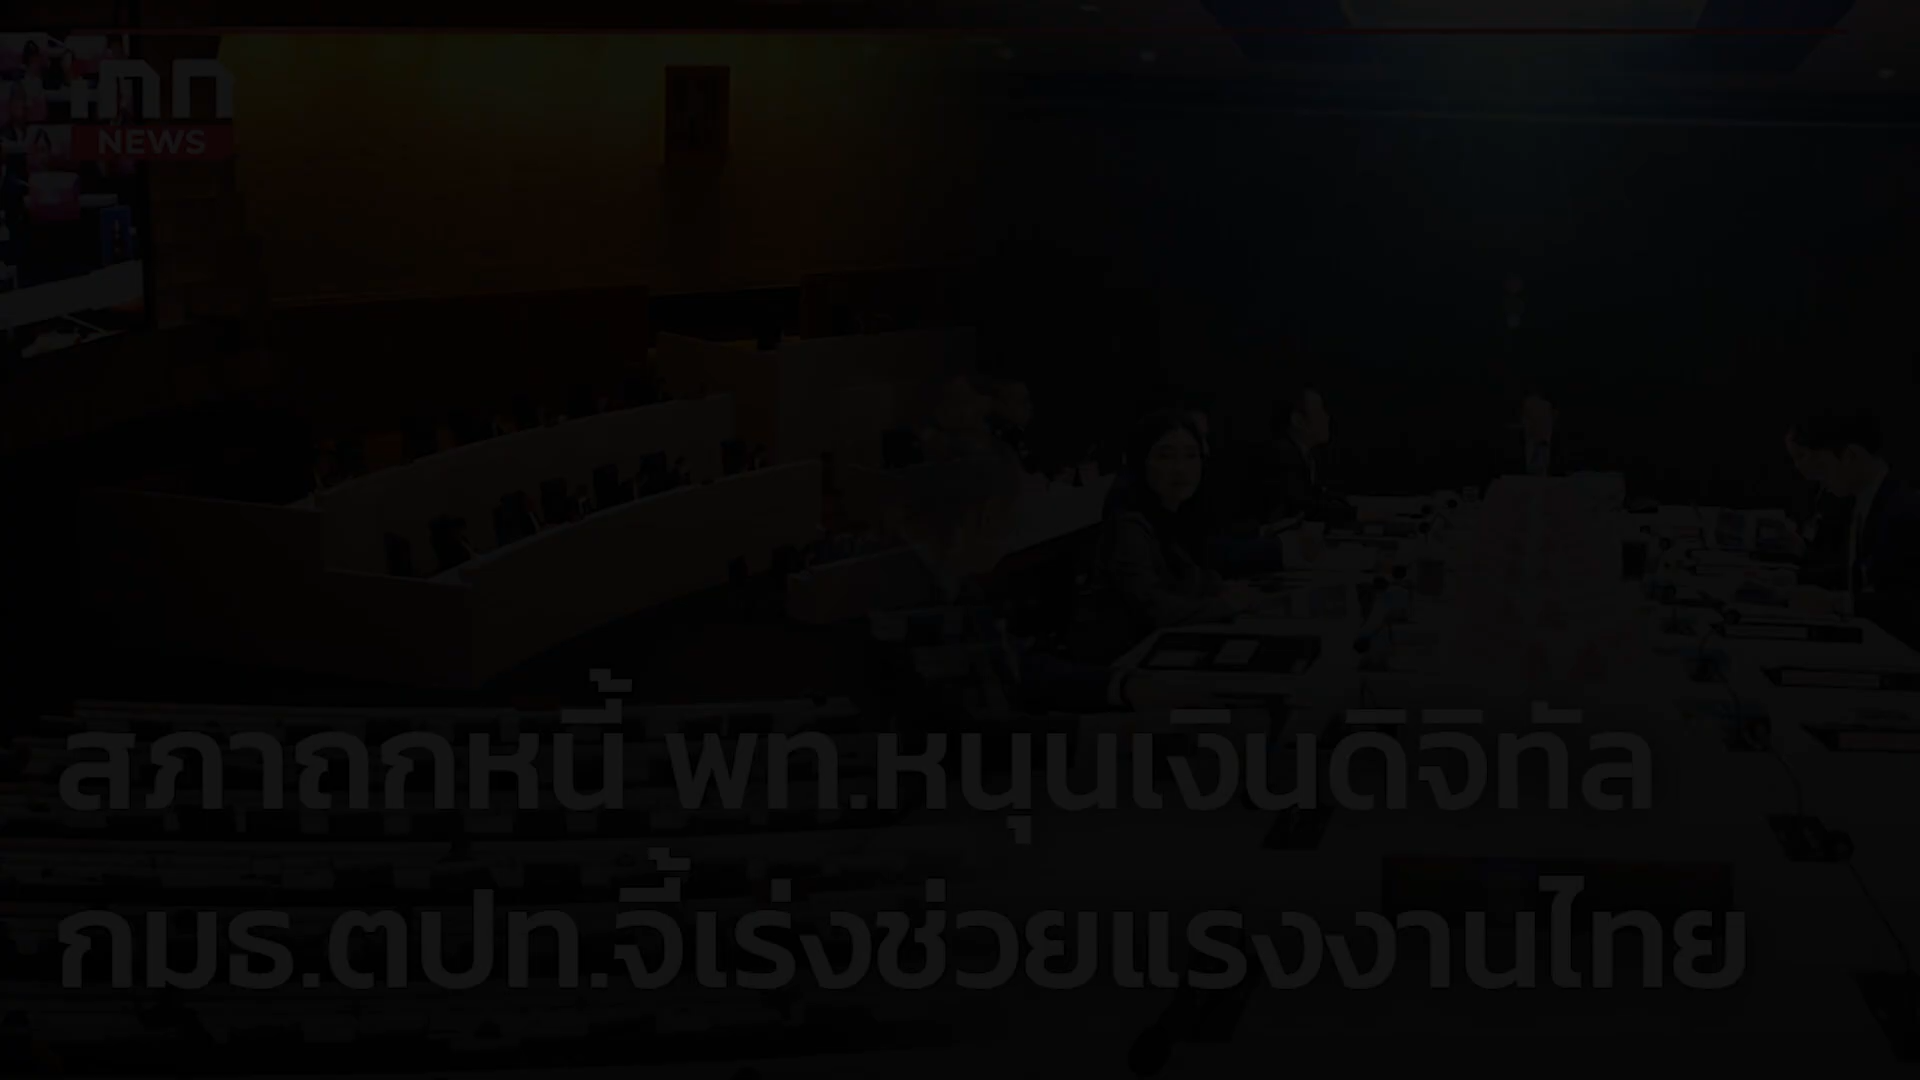 NEWS
สภาถกหนี้ พท.หนุนเงินดิจิทัล
กมธ.ตปท.จี้เร่งช่วยแรงงานไทย